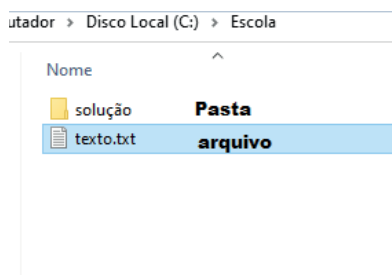 utador > Disco Local (C:) > Escola
Nome
solução Pasta
texto.txt arquivo